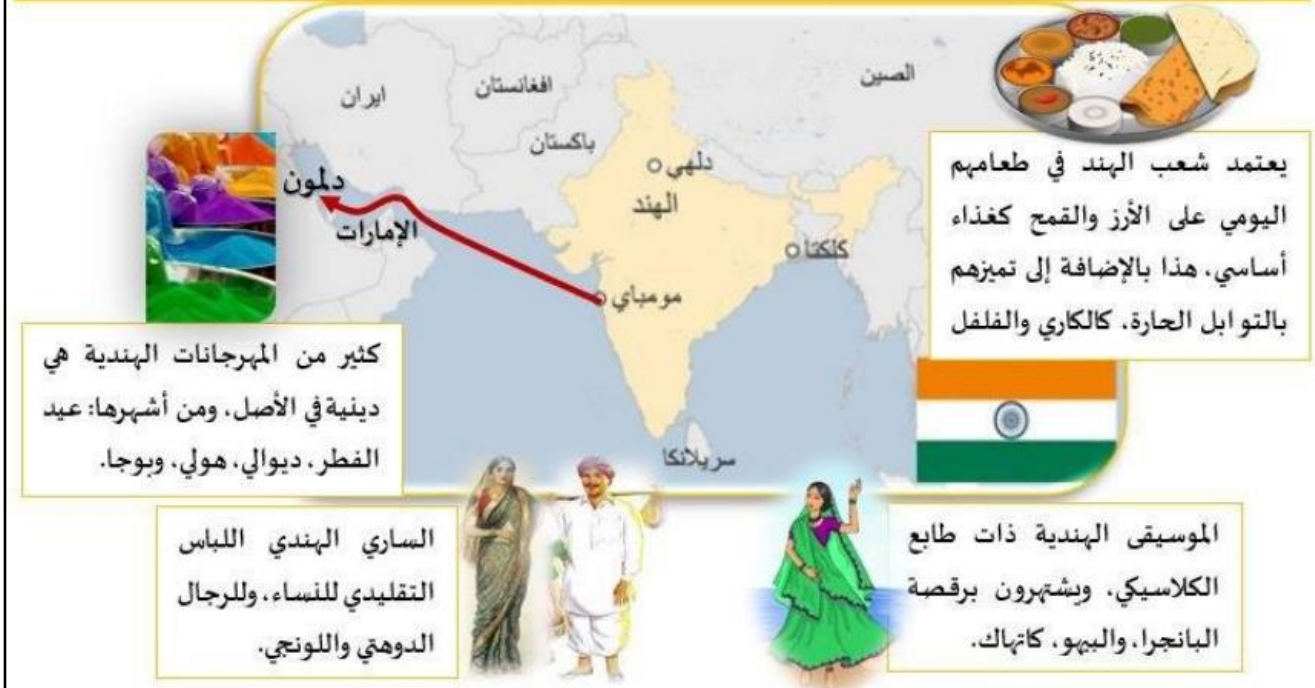 الصين
افغانستان
ايران
باكستان
دلهي
دلمون
الهند
الإمارات
كلكتا
مومباي
سريلانكا
يعتمد شعب الهند في طعامهم
اليومي على الأرز والقمح كغذاء
أساسي، هذا بالإضافة إلى تميزهم
بالتوابل الحارة، كالكاري والفلفل
كثير من المهرجانات الهندية هي
دينية في الأصل، ومن أشهرها: عيد
الفطر، ديوالي، هولي، وبوجا.
الموسيقى الهندية ذات طابع
الكلاسيكي، ويشتهرون برقصة
البانجرا، والبيهو، كاتهاك.
الساري الهندي اللباس
التقليدي للنساء، وللرجال
الدوهتي واللونجي.